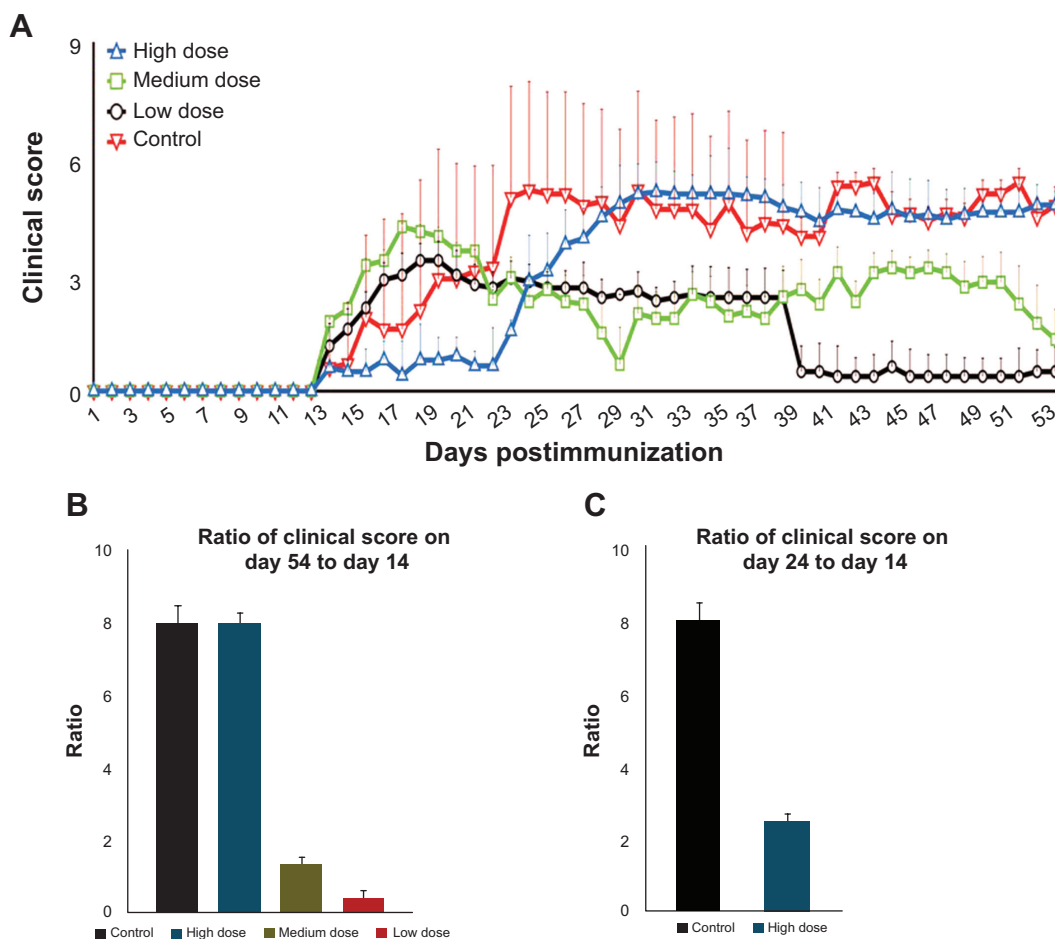 A
9
6
3
0
Clinical score
High dose
Medium dose
Low dose
Control
1 3 5 7 9 11 13 15 17 19 21 23 25 27 29 31 33 35 37 39 41 43 45 47 49 51 53
Days postimmunization
B
Ratio of clinical score on
day 54 to day 14
10
8
6
4
2
0
Ratio
Control High dose Medium dose Low dose
C
Ratio of clinical score on
day 24 to day 14
10
8
6
4
2
0
Ratio
Control High dose